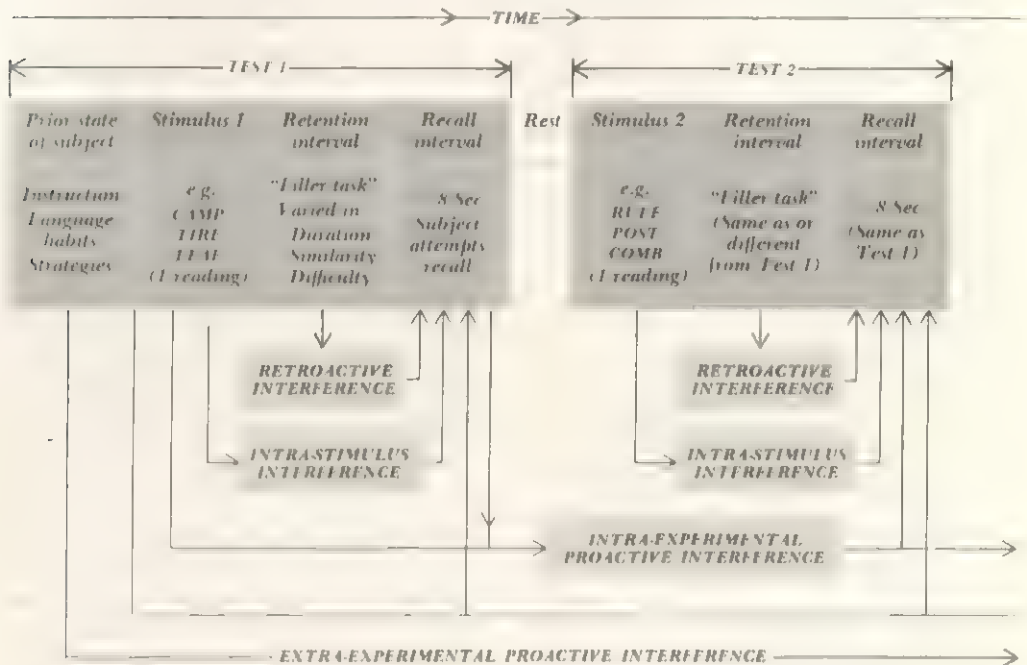 TIME
TEST 1
TEST 2
Prior state
of subject
Instruction
Language
habits
Strategies
Stimulus 1
e.g.
CAMP
TIRE
LEAF
(1 reading)
Retention
interval
"Filler task"
Varied in
Duration
Similarity
Difficulty
Recall
interval
8 Sec
Subject
attempts
recall
Rest
Stimulus 2
e.g.
RULE
POST
COMB
(1 reading)
Retention
interval
"Filler task"
(Same as or
different
from Test 1)
Recall
interval
8 Sec
(Same as
Test 1)
RETROACTIVE
INTERFERENCE
RETROACTIVE
INTERFERENCE
INTRA-STIMULUS
INTERFERENCE
INTRA-STIMULUS
INTERFERENCE
INTRA-EXPERIMENTAL
PROACTIVE INTERFERENCE
EXTRA-EXPERIMENTAL PROACTIVE INTERFERENCE